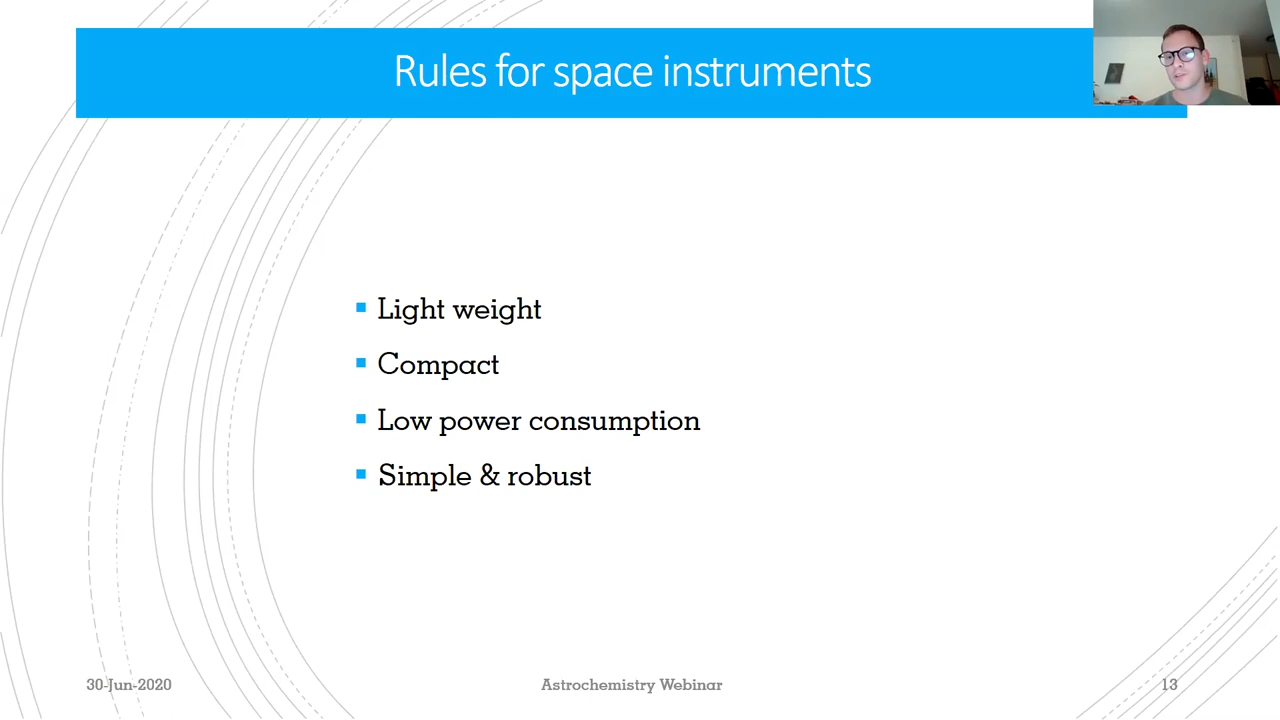 Rules for space instruments
Light weight
Compact
Low power consumption
Simple & robust
30-Jun-2020
Astrochemistry Webinar
13